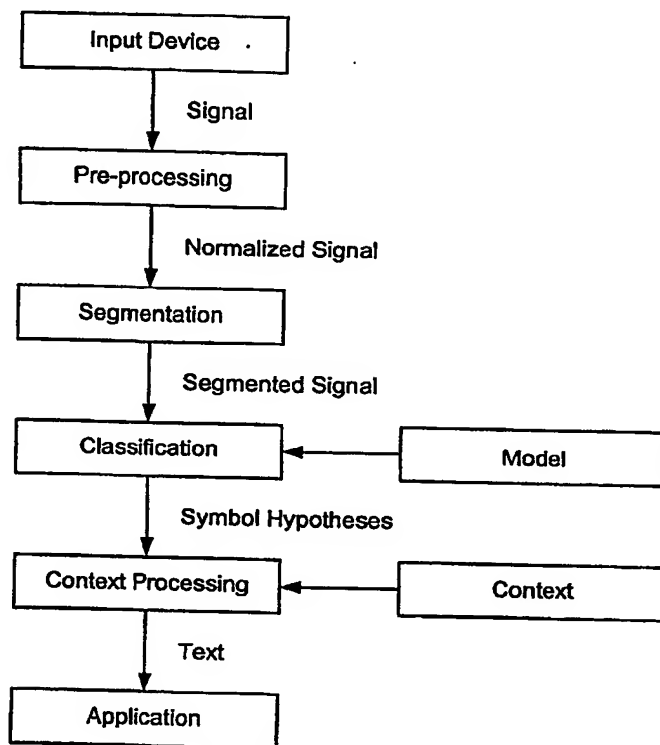 Input Device
Signal
Pre-processing
Normalized Signal
Segmentation
Segmented Signal
Classification
Model
Symbol Hypotheses
Context Processing
Context
Text
Application